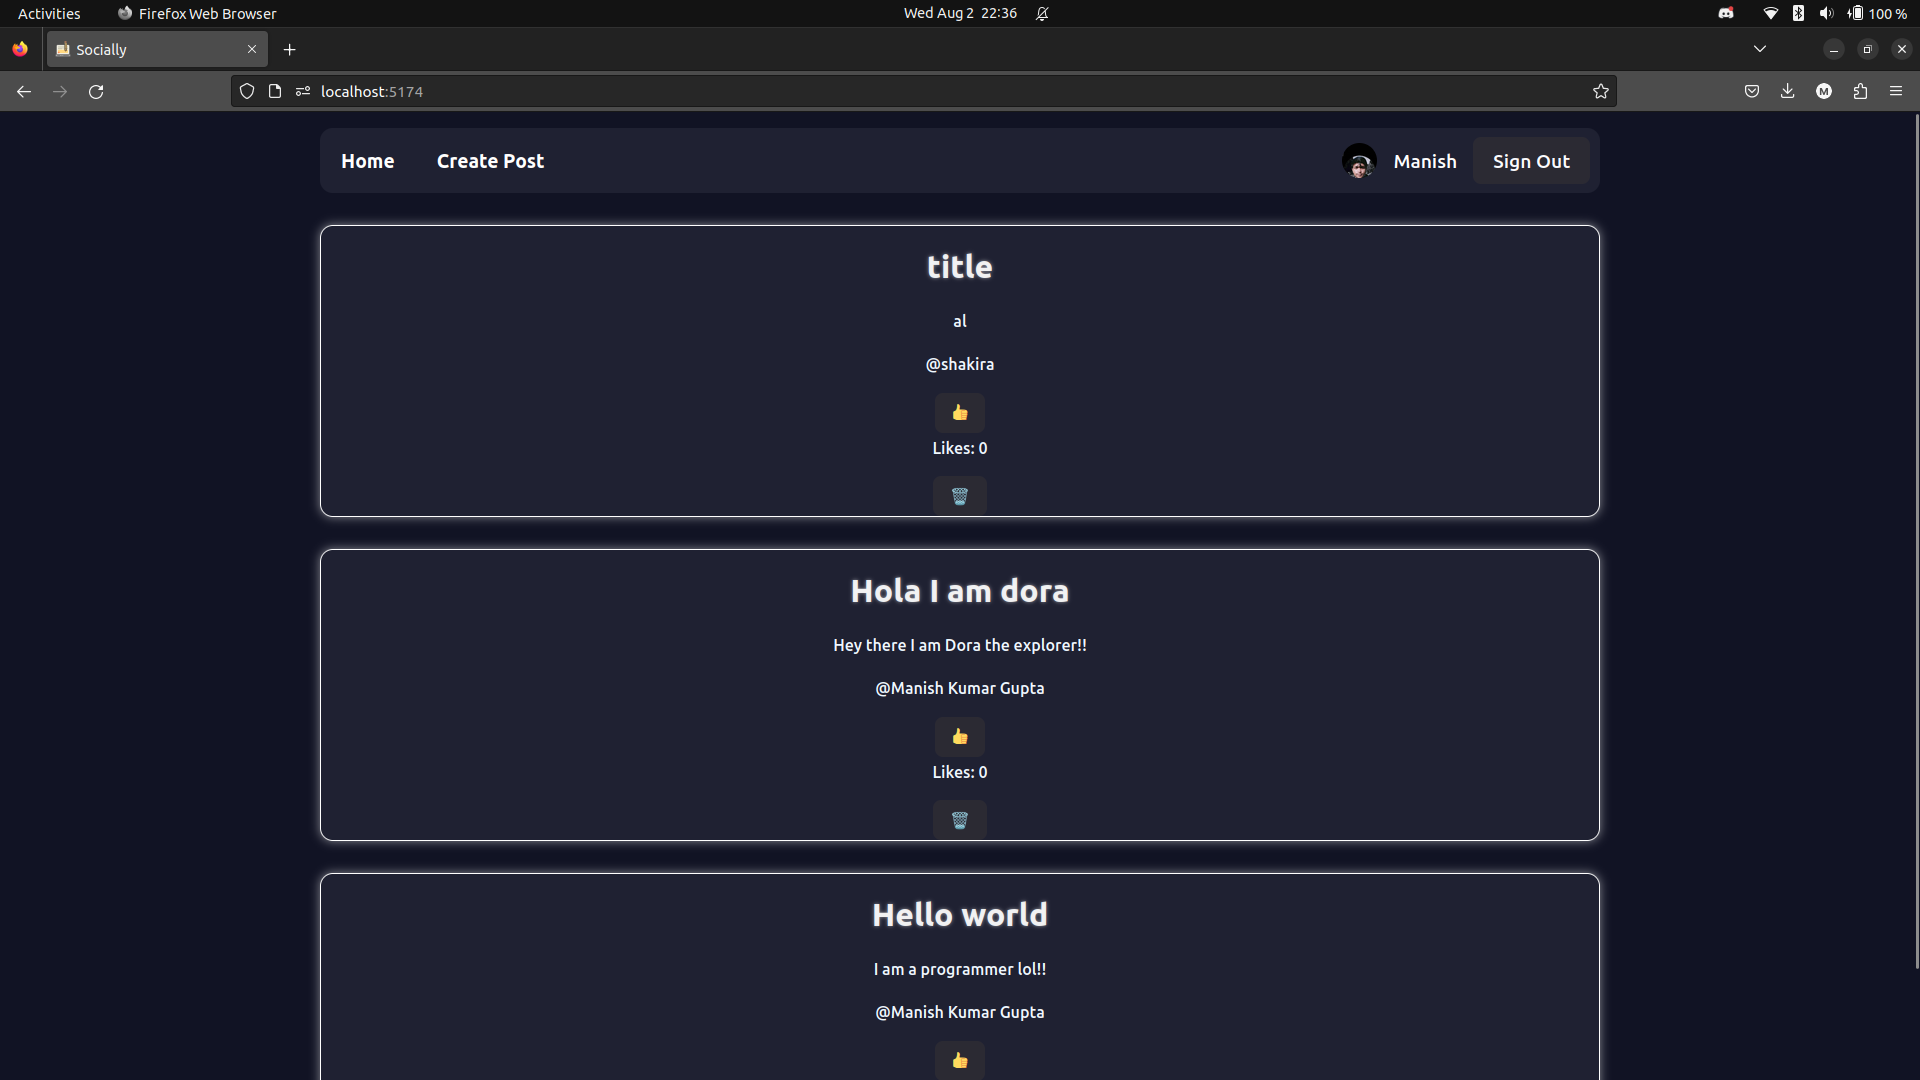 Activities
Firefox Web Browser
Wed Aug 2 22:36
100 %
Socially
localhost:5174
M
Home
Create Post
Manish
Sign Out
title
al
@shakira
Likes: 0
Hola I am dora
Hey there I am Dora the explorer!!
@Manish Kumar Gupta
Likes: 0
Hello world
I am a programmer lol!!
@Manish Kumar Gupta